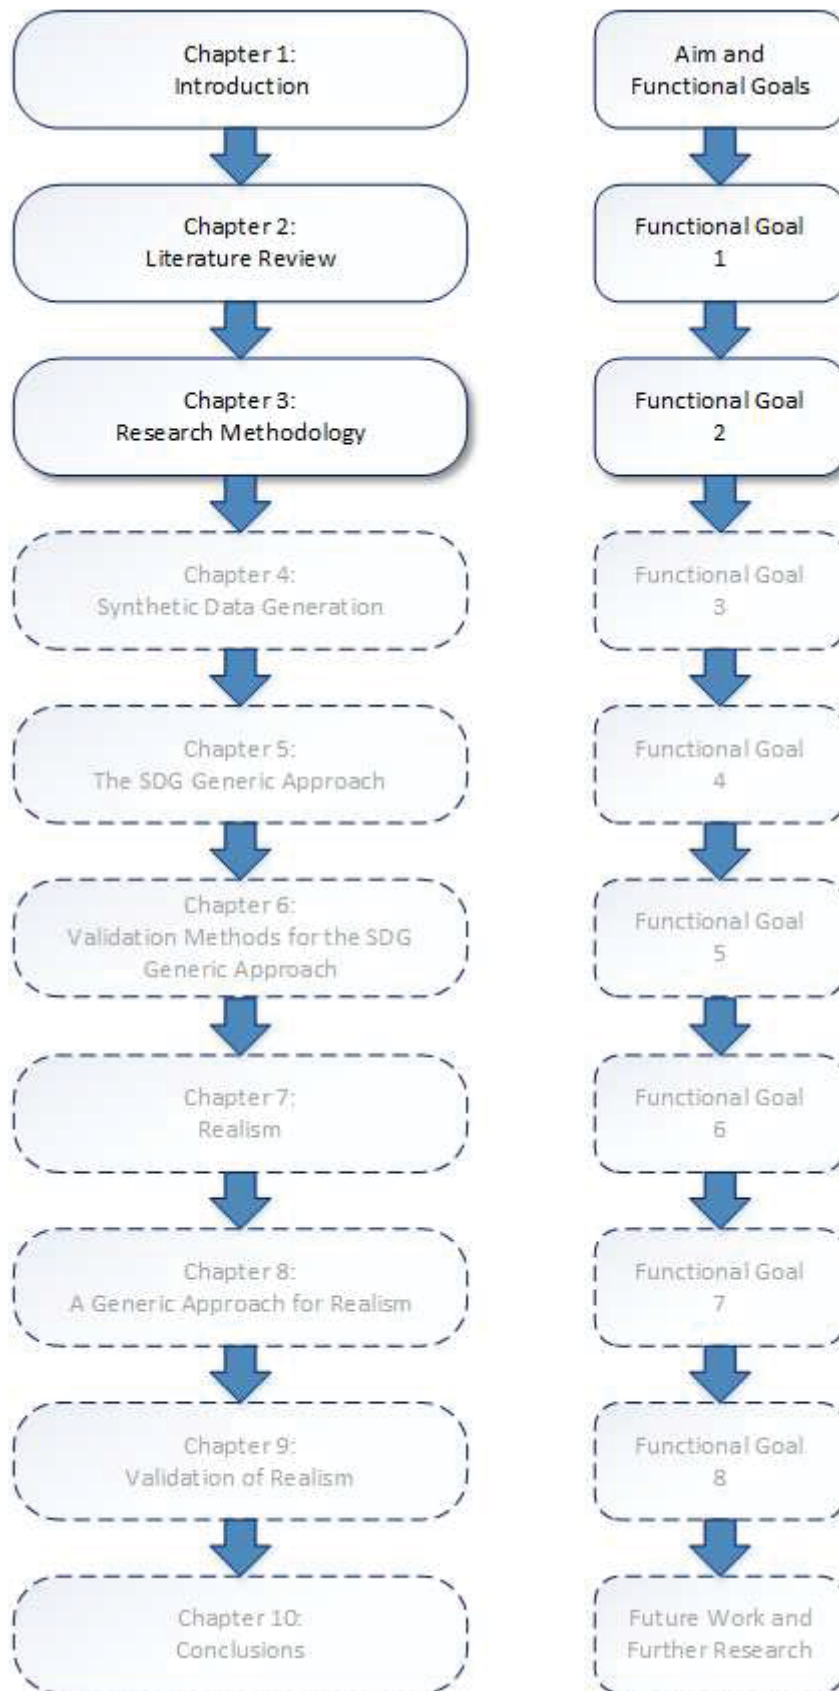 Chapter 1:
Introduction
Aim and
Functional Goals
Chapter 2:
Literature Review
Functional Goal
1
Chapter 3:
Research Methodology
Functional Goal
2
Chapter 4:
Synthetic Data Generation
Functional Goal
3
Chapter 5:
The SDG Generic Approach
Functional Goal
4
Chapter 6:
Validation Methods for the SDG
Generic Approach
Functional Goal
5
Chapter 7:
Realism
Functional Goal
6
Chapter 8:
A Generic Approach for Realism
Functional Goal
7
Chapter 9:
Validation of Realism
Functional Goal
8
Chapter 10:
Conclusions
Future Work and
Further Research